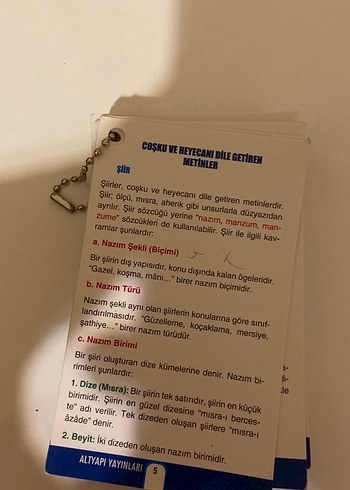 COŞKU VE HEYECANI DİLE GETİREN
METİNLER
ŞİİR
Şiirler, coşku ve heyecanı dile getiren metinlerdir.
Şiir; ölçü, mısra, ahenk gibi unsurlarla düzyazıdan
ayrılır. Şiir sözcüğü yerine "nazım, manzum, man-
zume" sözcükleri de kullanılabilir. Şiir ile ilgili kav-
ramlar şunlardır:
a. Nazım Şekli (Biçimi)
Bir şiirin dış yapısıdır, konu dışında kalan ögeleridir.
"Gazel, koşma, mâni..." birer nazım biçimidir.
b. Nazım Türü
Nazım şekli aynı olan şiirlerin konularına göre sınıf-
landırılmasıdır. "Güzelleme, koçaklama, mersiye,
şathiye..." birer nazım türüdür.
c. Nazım Birimi
Bir şiiri oluşturan dize kümelerine denir. Nazım bi-
rimleri şunlardır:
1. Dize (Mısra): Bir şiirin tek satırıdır, şiirin en küçük
birimidir. Şiirin en güzel dizesine "mısra-ı berces-
te" adı verilir. Tek dizeden oluşan şiirlere "mısra-ı
âzâde" denir.
2. Beyit: İki dizeden oluşan nazım birimidir.
ALTYAPI YAYINLARI
5